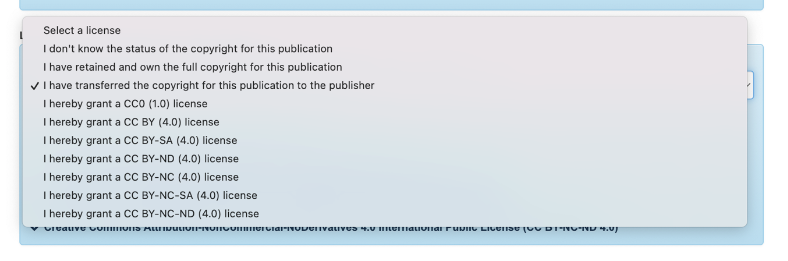 Select a license
I don't know the status of the copyright for this publication
I have retained and own the full copyright for this publication
✓ I have transferred the copyright for this publication to the publisher
I hereby grant a CC0 (1.0) license
I hereby grant a CC BY (4.0) license
I hereby grant a CC BY-SA (4.0) license
I hereby grant a CC BY-ND (4.0) license
I hereby grant a CC BY-NC (4.0) license
I hereby grant a CC BY-NC-SA (4.0) license
I hereby grant a CC BY-NC-ND (4.0) license
Creative Commons Attribution-NonCommercial-NoDerivatives 4.0 International Public License (CC BY-NC-ND 4.0)